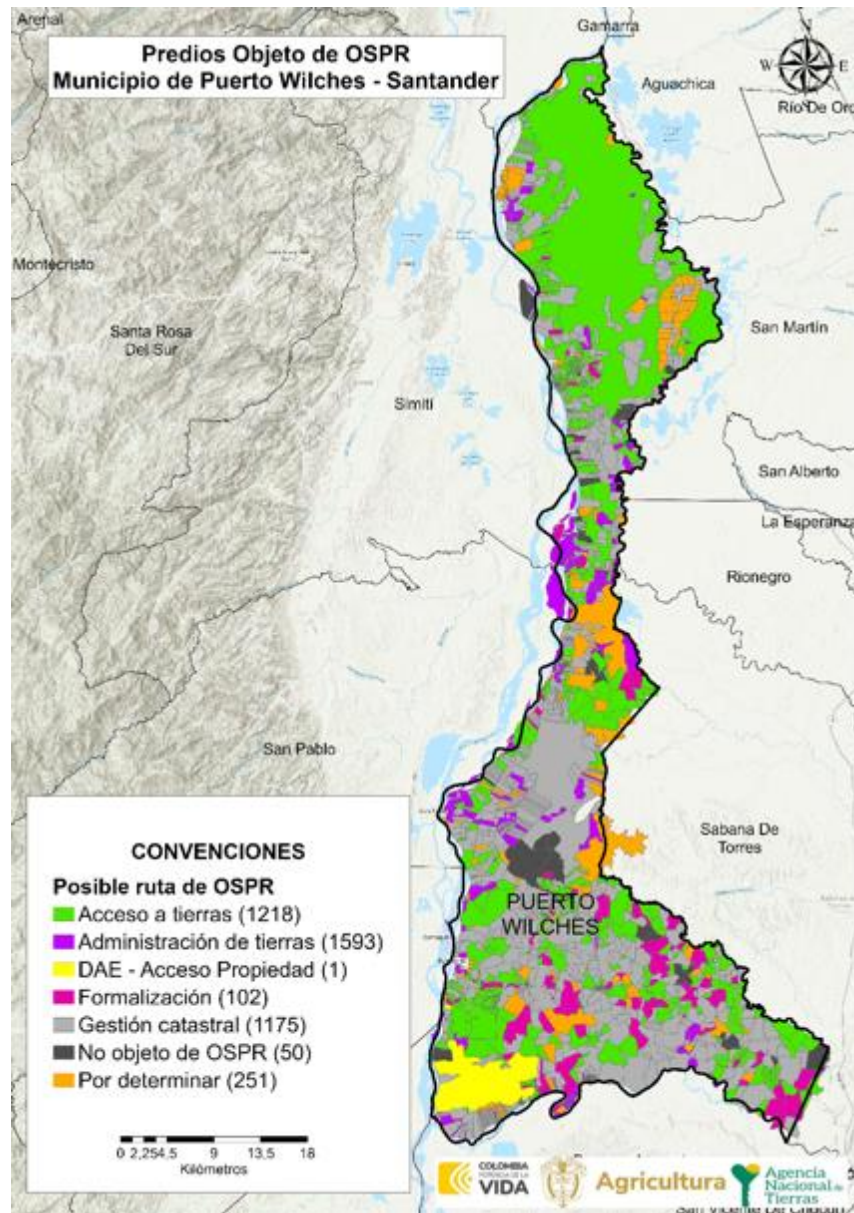 Arenal
Gamarra
Predios Objeto de OSPR
Municipio de Puerto Wilches - Santander
N
W
E
S
Aguachica
Río De Oro
Montecristo
Santa Rosa
Del Sur
San Martín
Simití
San Alberto
La Esperanza
Rionegro
San Pablo
Sabana De
Torres
PUERTO
WILCHES
CONVENCIONES
Posible ruta de OSPR
Acceso a tierras (1218)
Administración de tierras (1593)
DAE - Acceso Propiedad (1)
Formalización (102)
Gestión catastral (1175)
No objeto de OSPR (50)
Por determinar (251)
0 2,25 4,5 9 13,5 18
Kilómetros
COLOMBIA
POTENCIA DE LA
VIDA
Agricultura
Agencia
Nacional de
Tierras